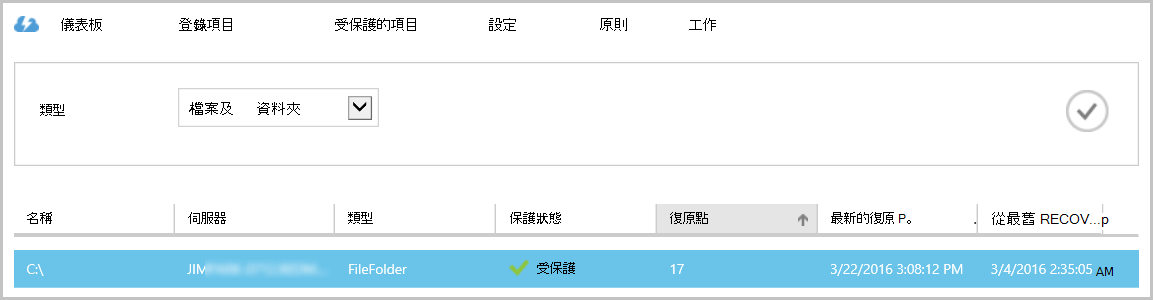 儀表板 登錄項目 受保護的項目 設定 原則 工作
類型 檔案及 資料夾
名稱 伺服器 類型 保護狀態 復原點 最新的復原 P。 . 從最舊 RECOV...p
C:\ JIM FileFolder 受保護 17 3/22/2016 3:08:12 PM 3/4/2016 2:35:05 AM